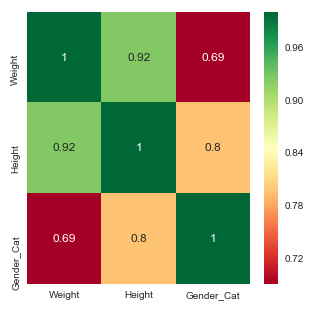 Weight
1
0.92
0.69
Height
0.92
1
0.8
Gender_Cat
0.69
0.8
1
Weight
Height
Gender_Cat
0.96
0.90
0.84
0.78
0.72